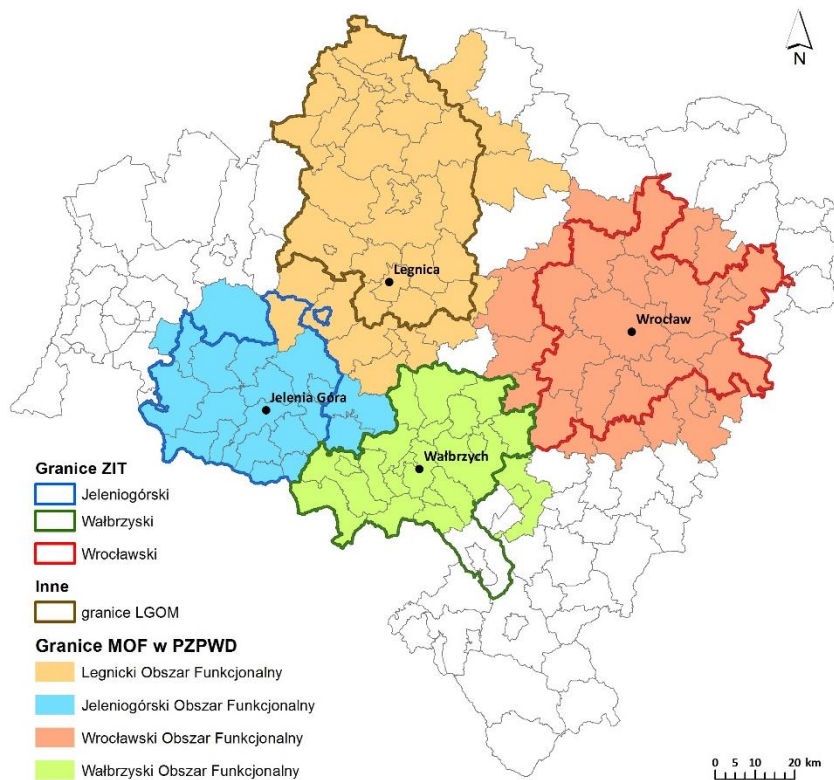 N
Legnica
Wrocław
Jelenia Góra
Wałbrzych
Granice ZIT
Jeleniogórski
Wałbrzyski
Wrocławski
Inne
granice LGOM
Granice MOF w PZPWD
Legnicki Obszar Funkcjonalny
Jeleniogórski Obszar Funkcjonalny
Wrocławski Obszar Funkcjonalny
Wałbrzyski Obszar Funkcjonalny
0 5 10 20 km